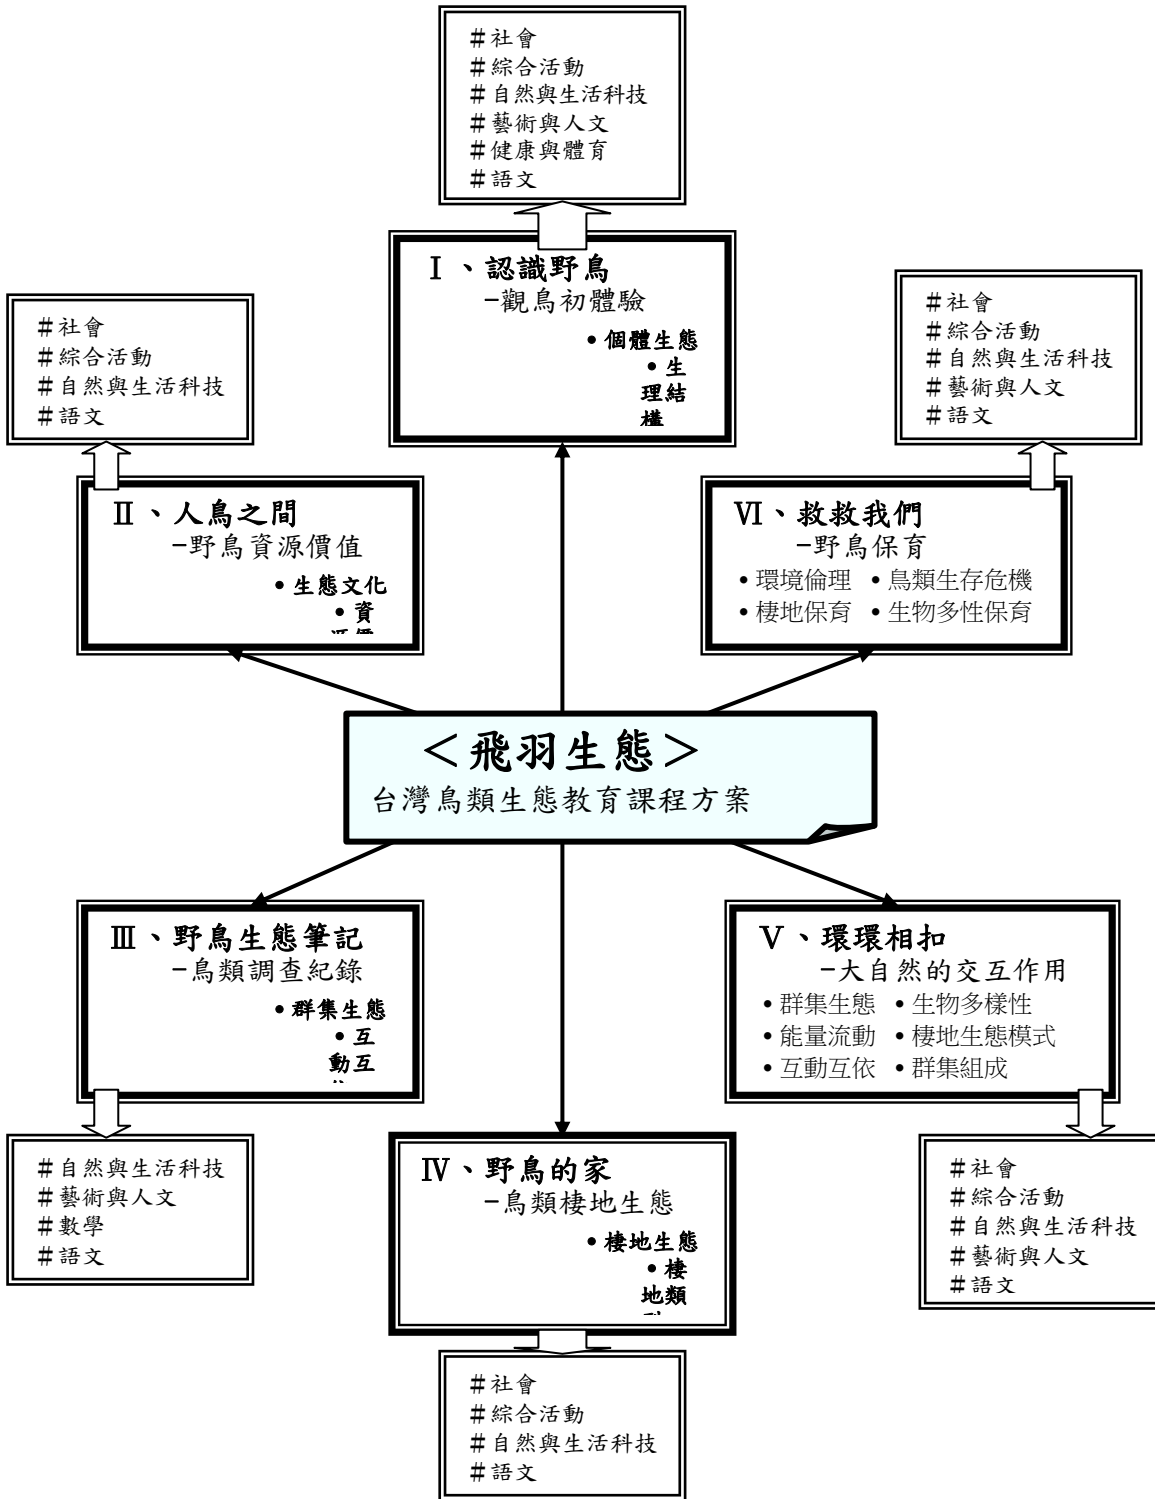 #社會
#綜合活動
#自然與生活科技
#藝術與人文
#健康與體育
#語文
Ⅰ、認識野鳥
-觀鳥初體驗
•個體生態
•生
理結
構
#社會
#綜合活動
#自然與生活科技
#語文
Ⅱ、人鳥之間
-野鳥資源價值
•生態文化
•資
#社會
#綜合活動
#自然與生活科技
#藝術與人文
#語文
Ⅵ、救救我們
-野鳥保育
•環境倫理 •鳥類生存危機
•棲地保育 •生物多性保育
＜飛羽生態＞
台灣鳥類生態教育課程方案
Ⅲ、野鳥生態筆記
-鳥類調查紀錄
•群集生態
•互
動互
#自然與生活科技
#藝術與人文
#數學
#語文
Ⅳ、野鳥的家
-鳥類棲地生態
•棲地生態
•棲
地類
#社會
#綜合活動
#自然與生活科技
#語文
Ⅴ、環環相扣
-大自然的交互作用
•群集生態 •生物多樣性
•能量流動 •棲地生態模式
•互動互依 •群集組成
#社會
#綜合活動
#自然與生活科技
#藝術與人文
#語文